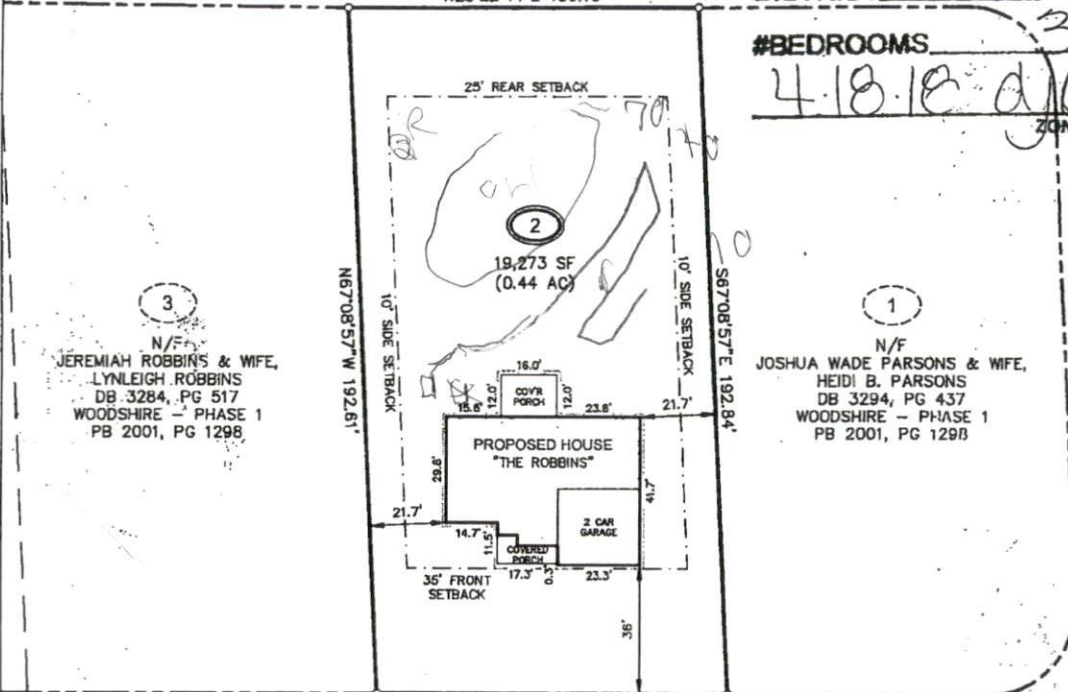 #BEDROOMS
4.18.18
25' REAR SETBACK
70
2
19,273 SF
(0.44 AC)
N67°08'57"W 192.61'
10' SIDE SETBACK
10' SIDE SETBACK
S67°08'57"E 192.84'
3
N/F
JEREMIAH ROBBINS & WIFE,
LYNLEIGH ROBBINS
DB 3284, PG 517
WOODSHIRE - PHASE 1
PB 2001, PG 1298
1
N/F
JOSHUA WADE PARSONS & WIFE,
HEIDI B. PARSONS
DB 3294, PG 437
WOODSHIRE - PHASE 1
PB 2001, PG 1298
16.0'
12.0'
COV'R
PORCH
12.0'
15.6'
23.8'
21.7'
PROPOSED HOUSE
"THE ROBBINS"
29.8'
41.7'
21.7'
2 CAR
GARAGE
14.7'
11.5'
COVERED
PORCH
17.3'
0.3'
23.3'
35' FRONT
SETBACK
36'